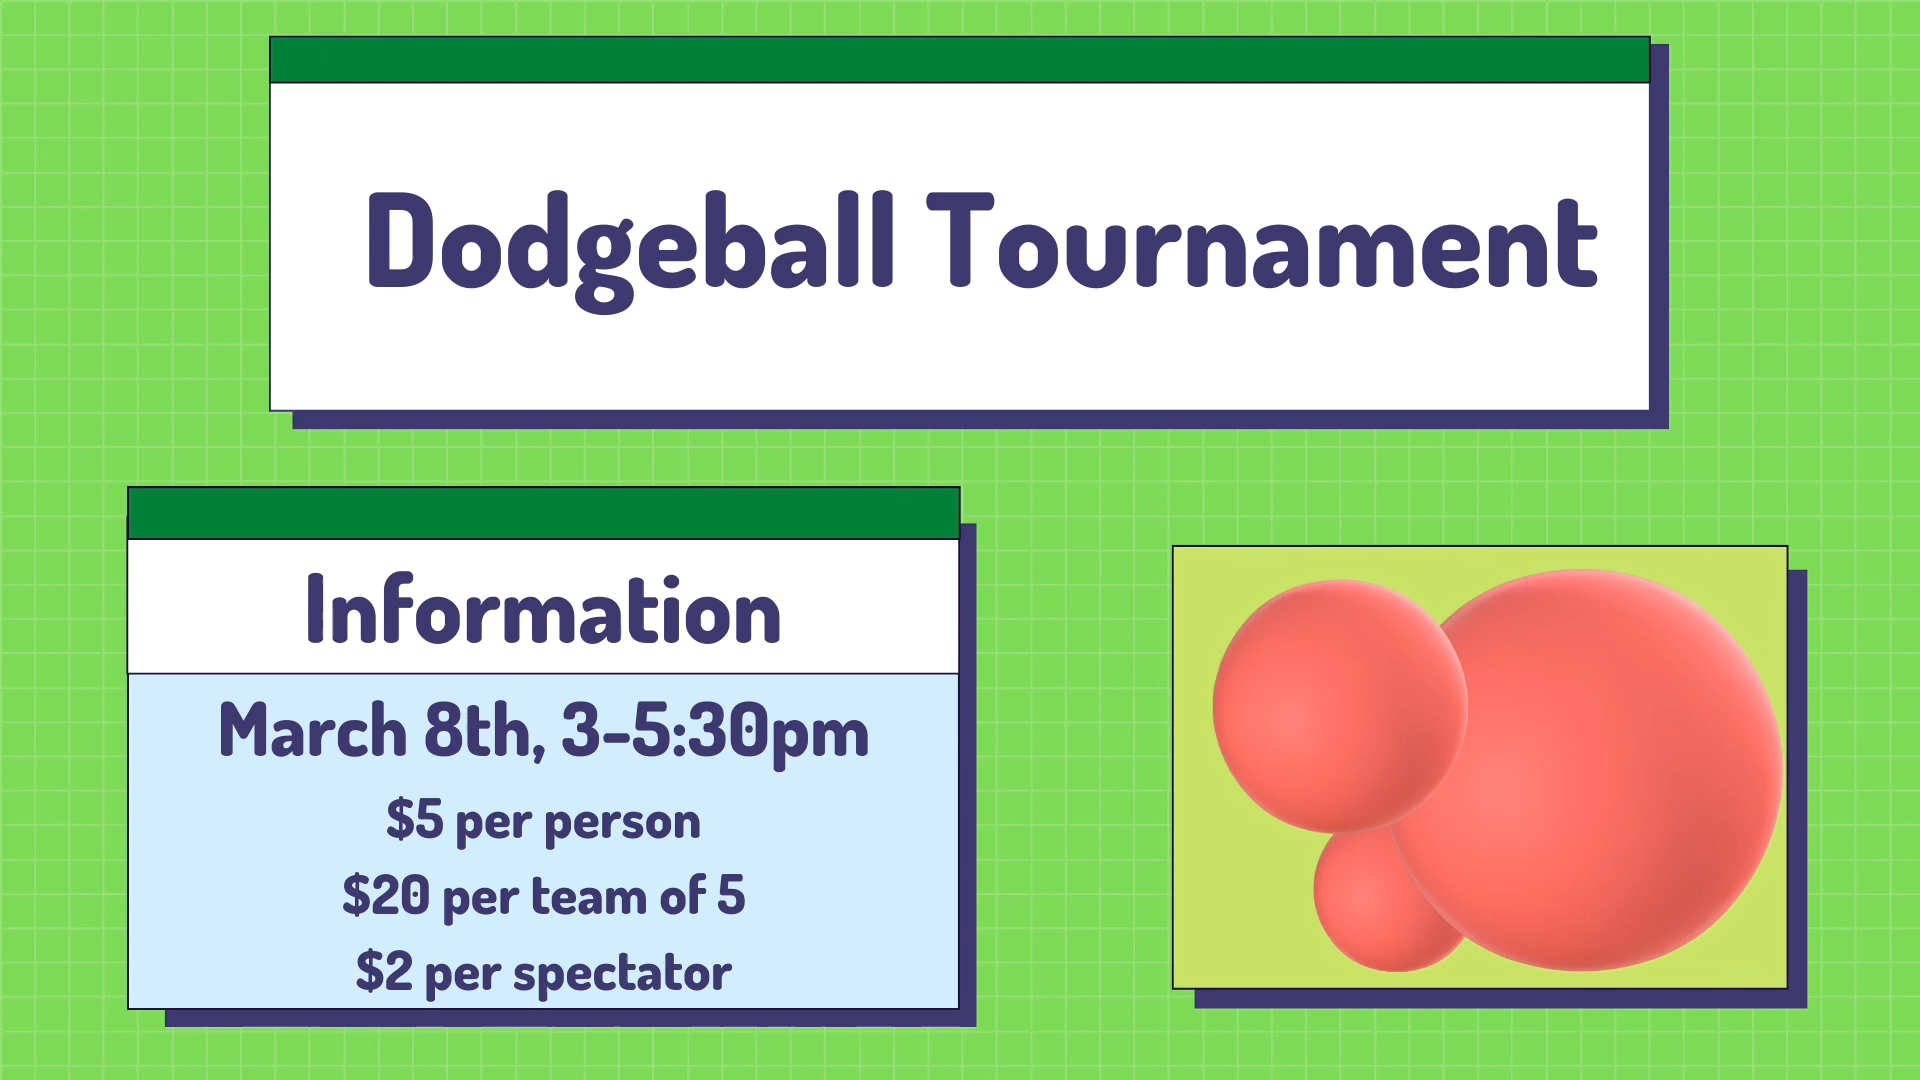 Dodgeball Tournament
Information
March 8th, 3-5:30pm
$5 per person
$20 per team of 5
$2 per spectator